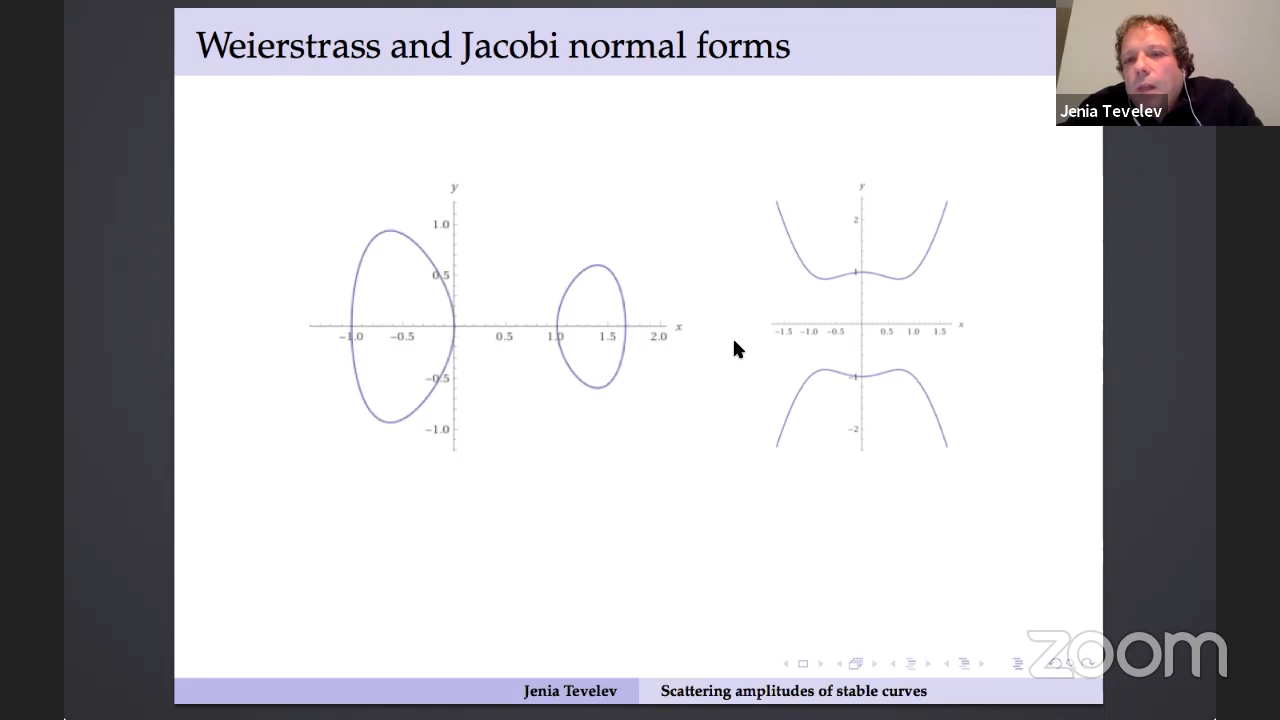 Weierstrass and Jacobi normal forms
Jenia Tevelev
y
1.0
0.5
−1.0 −0.5 0.5 1.0 1.5 2.0 x
−0.5
−1.0
y
2
1
−1.5 −1.0 −0.5 0.5 1.0 1.5 x
−1
−2
zoom
Jenia Tevelev Scattering amplitudes of stable curves